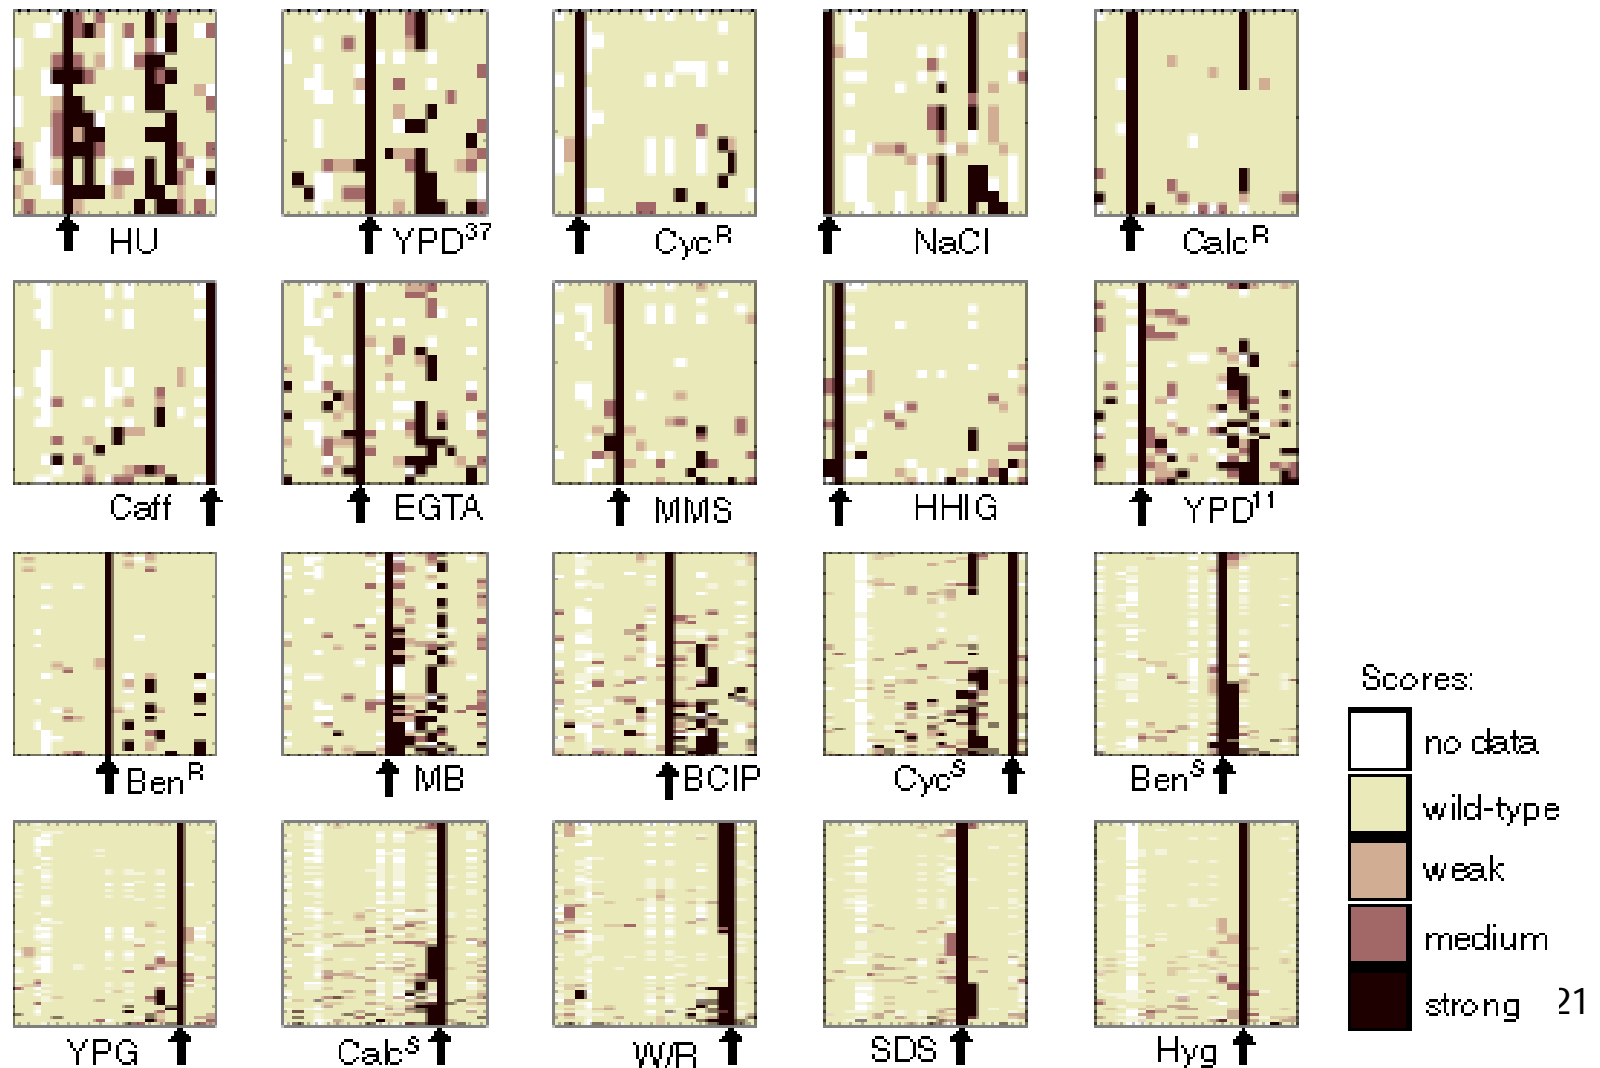 HU YPD³⁷ Cycᴿ NaCl Calcᴿ
Caff EGTA MMS HHIG YPD¹¹
Benᴿ MB BCIP Cycˢ Benˢ
Scores:
no data
wild-type
weak
medium
strong
YPG Calcˢ W/R SDS Hyg
21